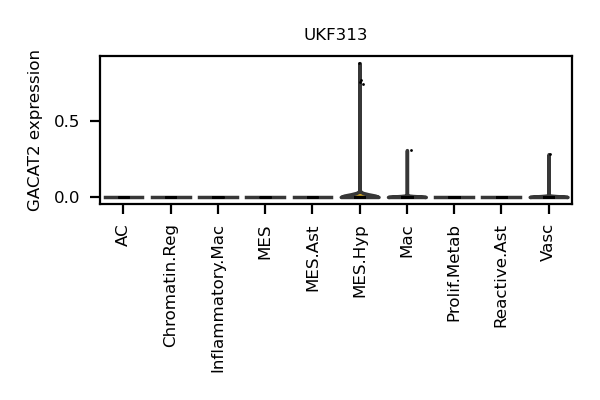 UKF313
GACAT2 expression
0.5
0.0
AC
Chromatin.Reg
Inflammatory.Mac
MES
MES.Ast
MES.Hyp
Mac
Prolif.Metab
Reactive.Ast
Vasc